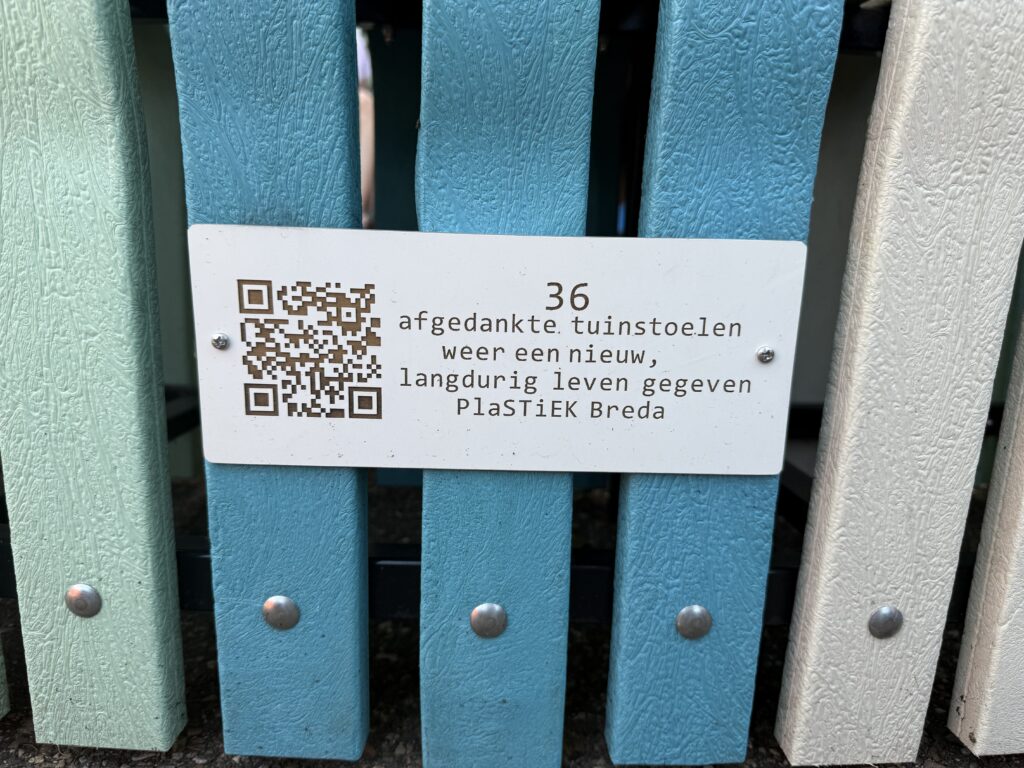 36
afgedankte tuinstoelen
weer een nieuw,
langdurig leven gegeven
PlaSTiEK Breda